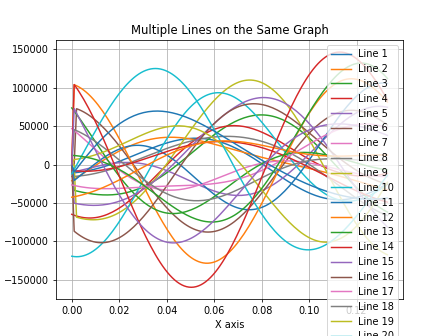 Multiple Lines on the Same Graph
150000
100000
50000
0
−50000
−100000
−150000
0.00
0.02
0.04
0.06
0.08
0.10
X axis
Line 1
Line 2
Line 3
Line 4
Line 5
Line 6
Line 7
Line 8
Line 10
Line 11
Line 12
Line 13
Line 14
Line 15
Line 16
Line 17
Line 18
Line 19
Line 20